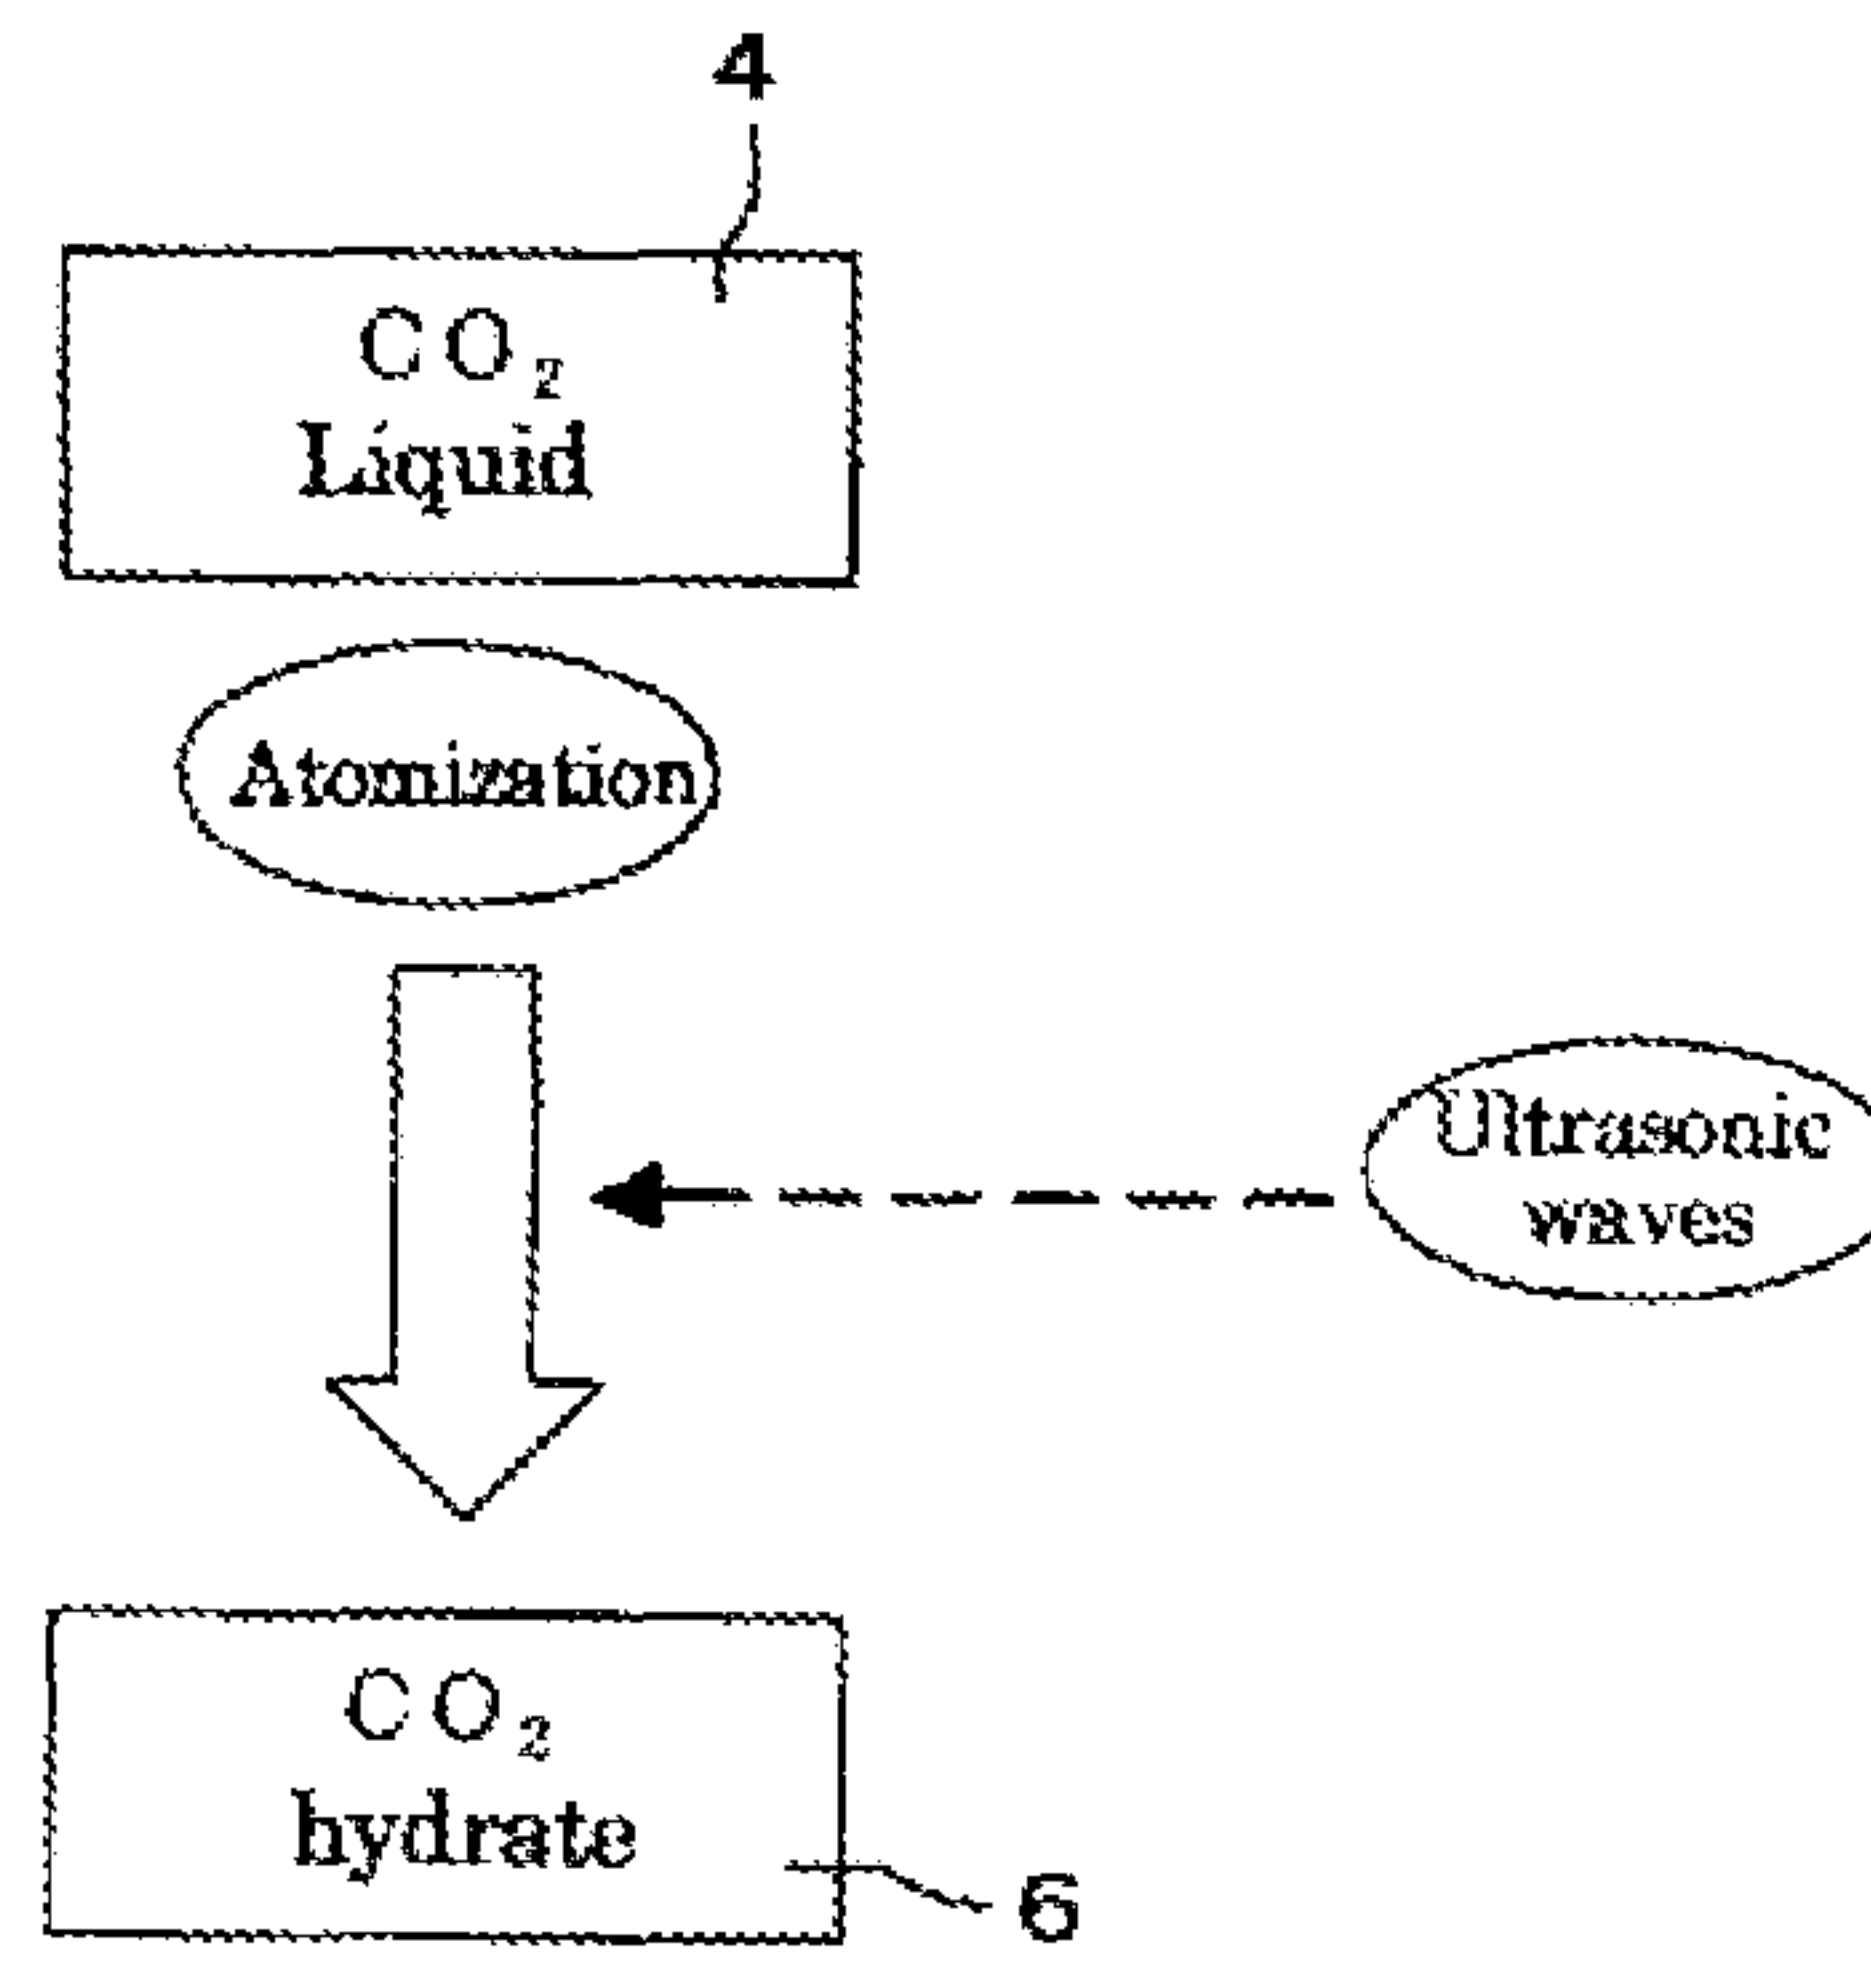 4
CO₂
Liquid
Atomization
Ultrasonic
waves
CO₂
hydrate
6